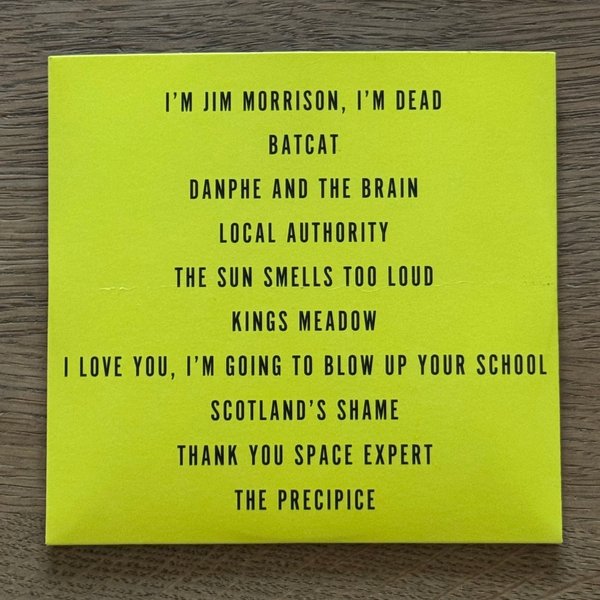 I'M JIM MORRISON, I'M DEAD
BATCAT
DANPHE AND THE BRAIN
LOCAL AUTHORITY
THE SUN SMELLS TOO LOUD
KINGS MEADOW
I LOVE YOU, I'M GOING TO BLOW UP YOUR SCHOOL
SCOTLAND'S SHAME
THANK YOU SPACE EXPERT
THE PRECIPICE